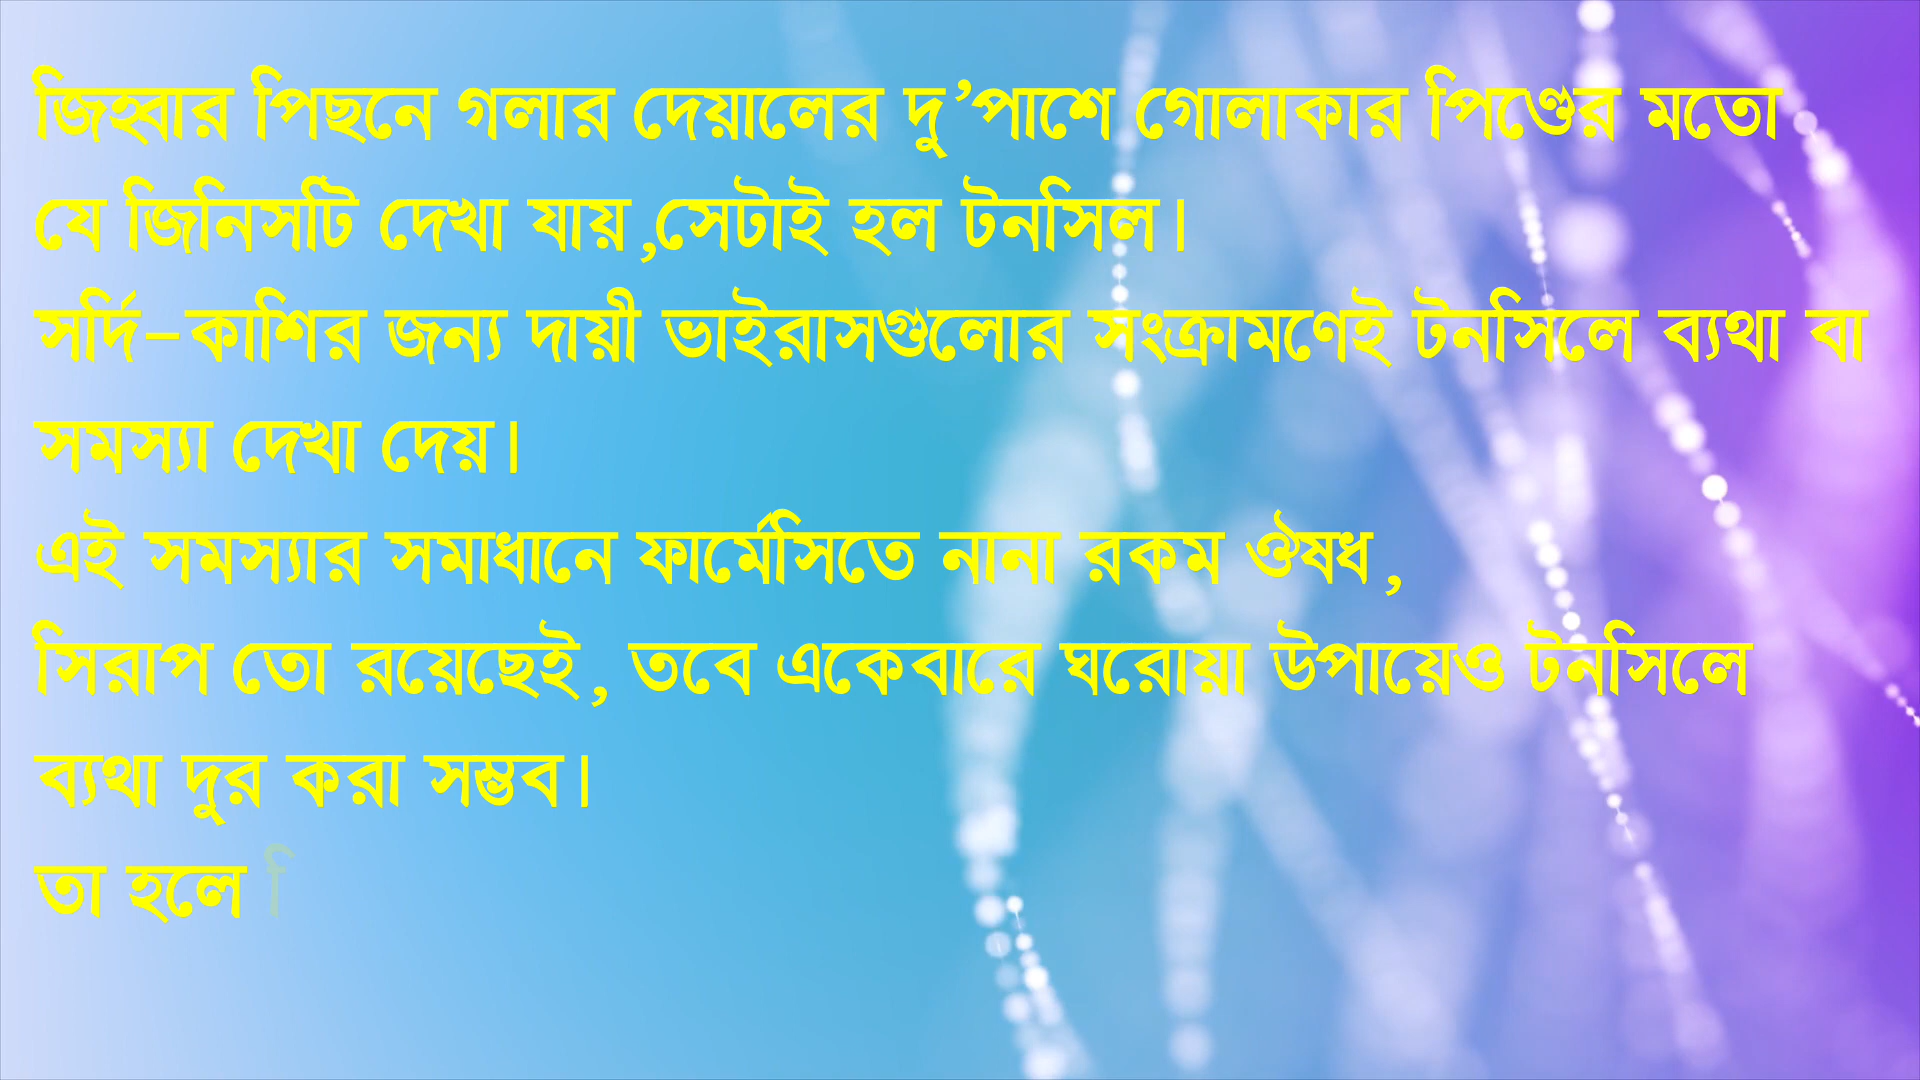 জিহ্বার পিছনে গলার দেয়ালের দু’পাশে গোলাকার পিণ্ডের মতো
যে জিনিসটি দেখা যায় ,সেটাই হল টনসিল।
সর্দি-কাশির জন্য দায়ী ভাইরাসগুলোর সংক্রামণেই টনসিলে ব্যথা বা
সমস্যা দেখা দেয়।
এই সমস্যার সমাধানে ফার্মেসিতে নানা রকম ঔষধ,
সিরাপ তো রয়েছেই, তবে একেবারে ঘরোয়া উপায়েও টনসিলে
ব্যথা দুর করা সম্ভব।
তা হলে